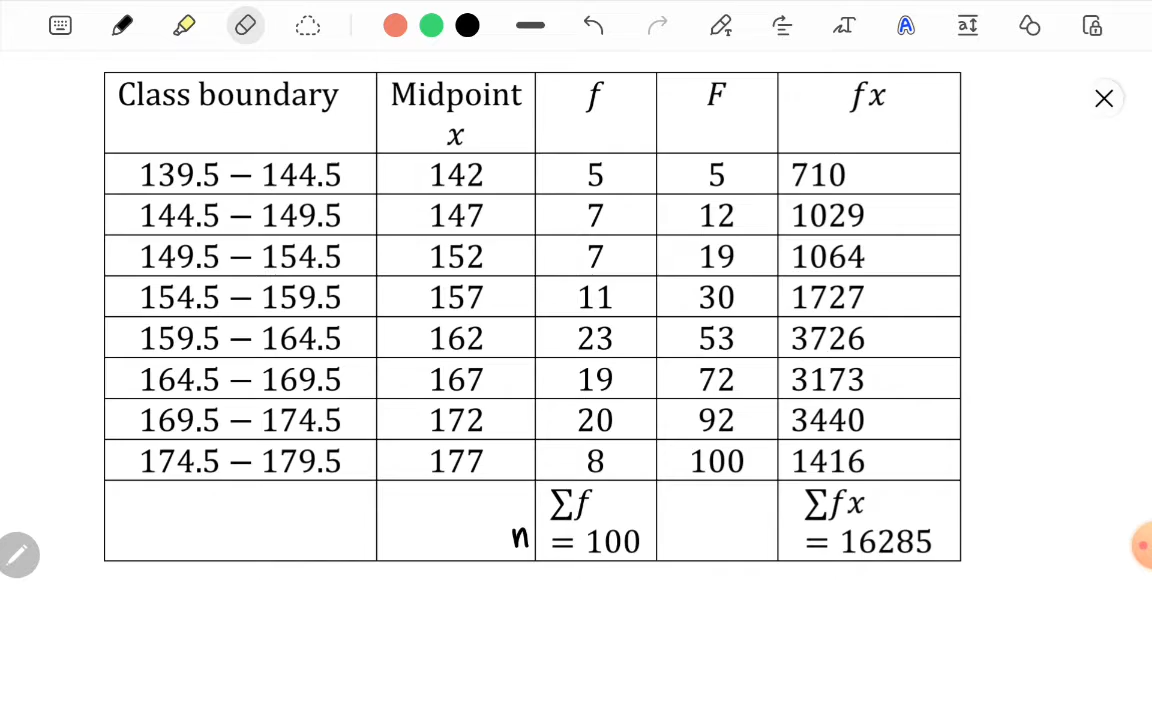 Class boundary Midpoint x f F fx
139.5 − 144.5 142 5 5 710
144.5 − 149.5 147 7 12 1029
149.5 − 154.5 152 7 19 1064
154.5 − 159.5 157 11 30 1727
159.5 − 164.5 162 23 53 3726
164.5 − 169.5 167 19 72 3173
169.5 − 174.5 172 20 92 3440
174.5 − 179.5 177 8 100 1416
∑f ∑fx
n = 100 = 16285